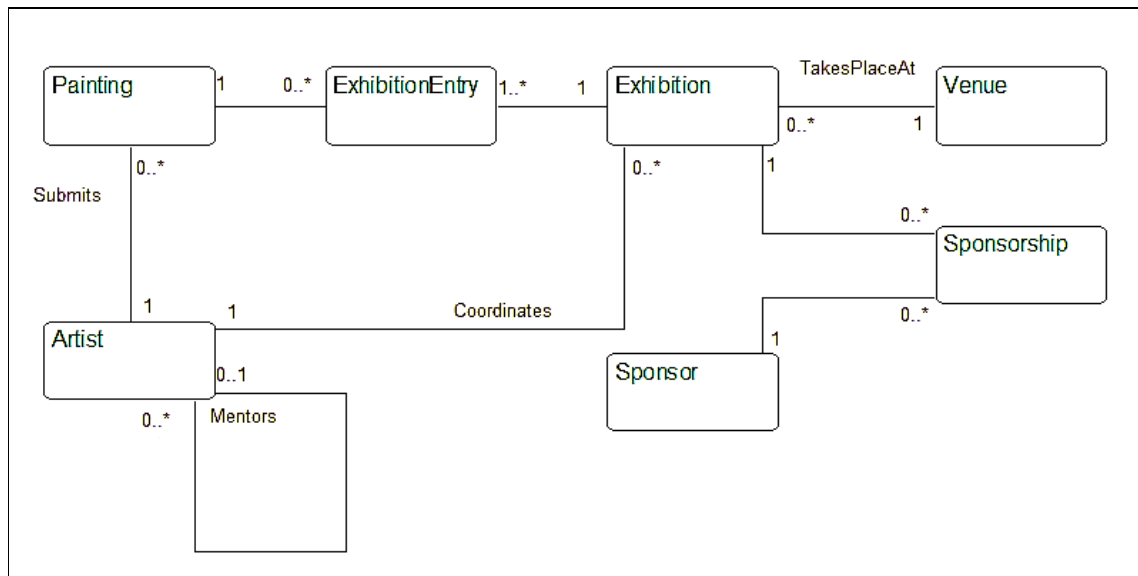 TakesPlaceAt
Painting 1 0..* ExhibitionEntry 1..* 1 Exhibition Venue
0..* 1
0..* 0..* 1
Submits
0..*
Sponsorship
1 1 Coordinates 0..*
Artist 1
Sponsor
0..1
0..* Mentors